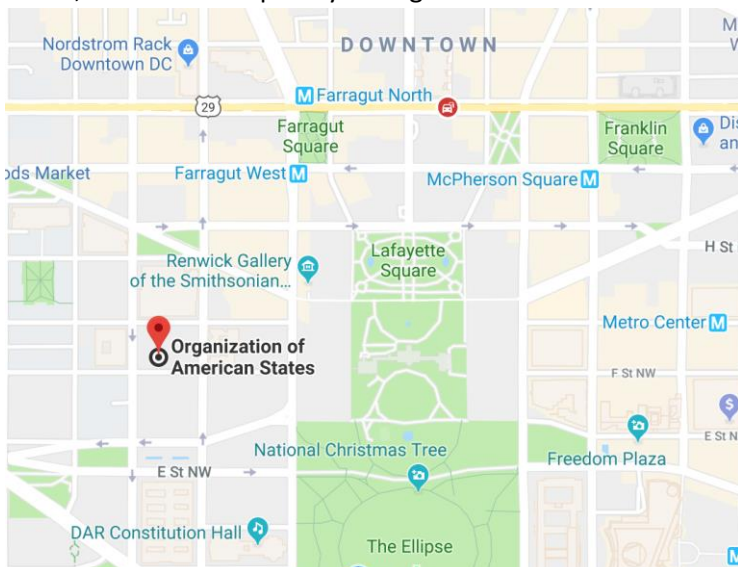 Nordstrom Rack
Downtown DC
DOWNTOWN
29
M Farragut North
Farragut
Square
Franklin
Square
Dis
an
ods Market
Farragut West M
McPherson Square M
Lafayette
Square
H St
Renwick Gallery
of the Smithsonian...
Metro Center M
Organization of
American States
F St NW
E St N
National Christmas Tree
Freedom Plaza
E St NW
DAR Constitution Hall
The Ellipse
M